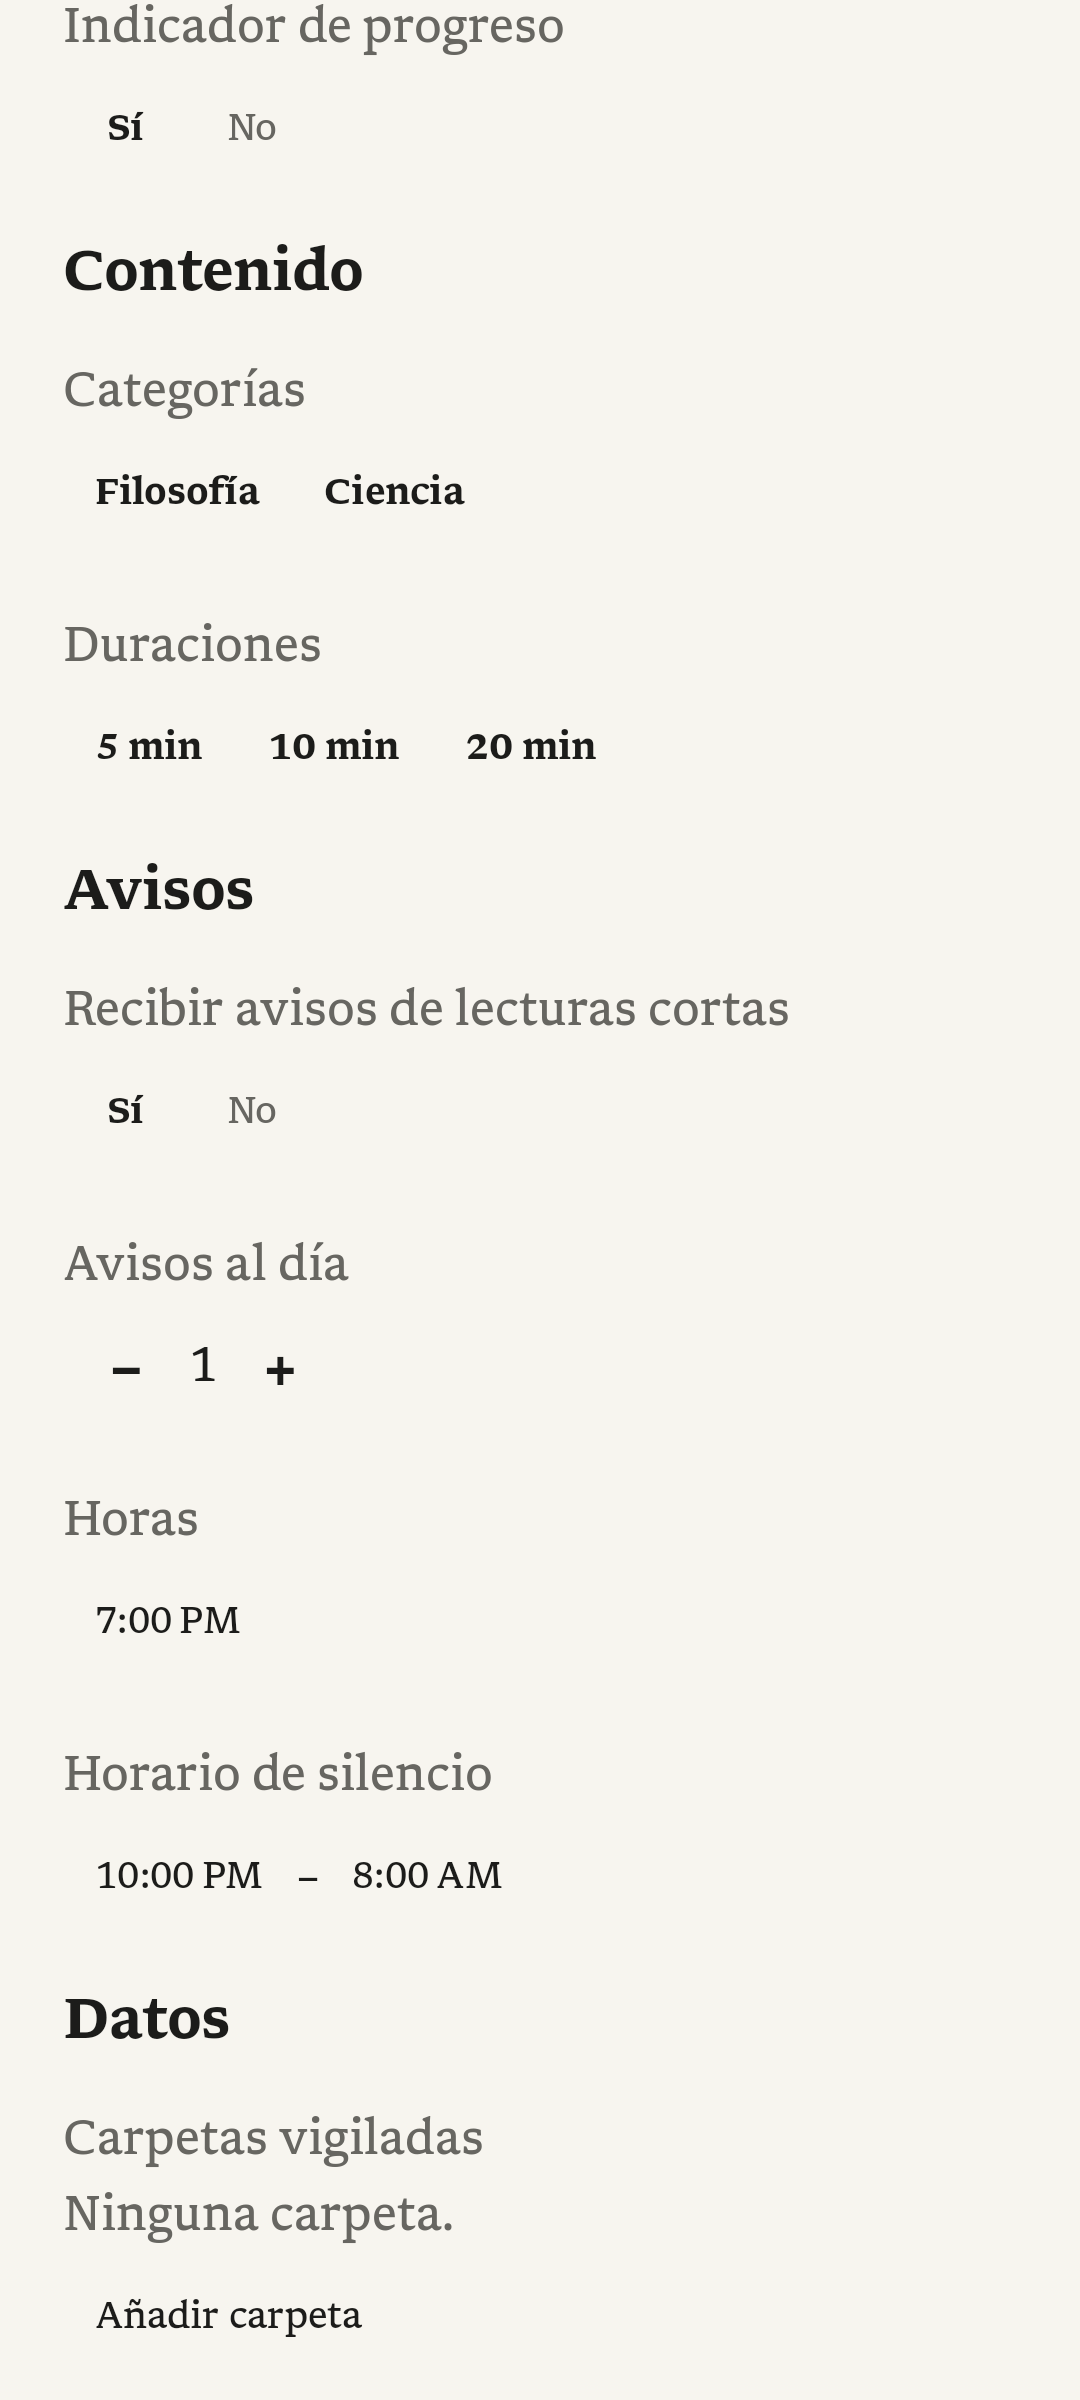 Indicador de progreso
Sí No
Contenido
Categorías
Filosofía Ciencia
Duraciones
5 min 10 min 20 min
Avisos
Recibir avisos de lecturas cortas
Sí No
Avisos al día
– 1 +
Horas
7:00 PM
Horario de silencio
10:00 PM – 8:00 AM
Datos
Carpetas vigiladas
Ninguna carpeta.
Añadir carpeta